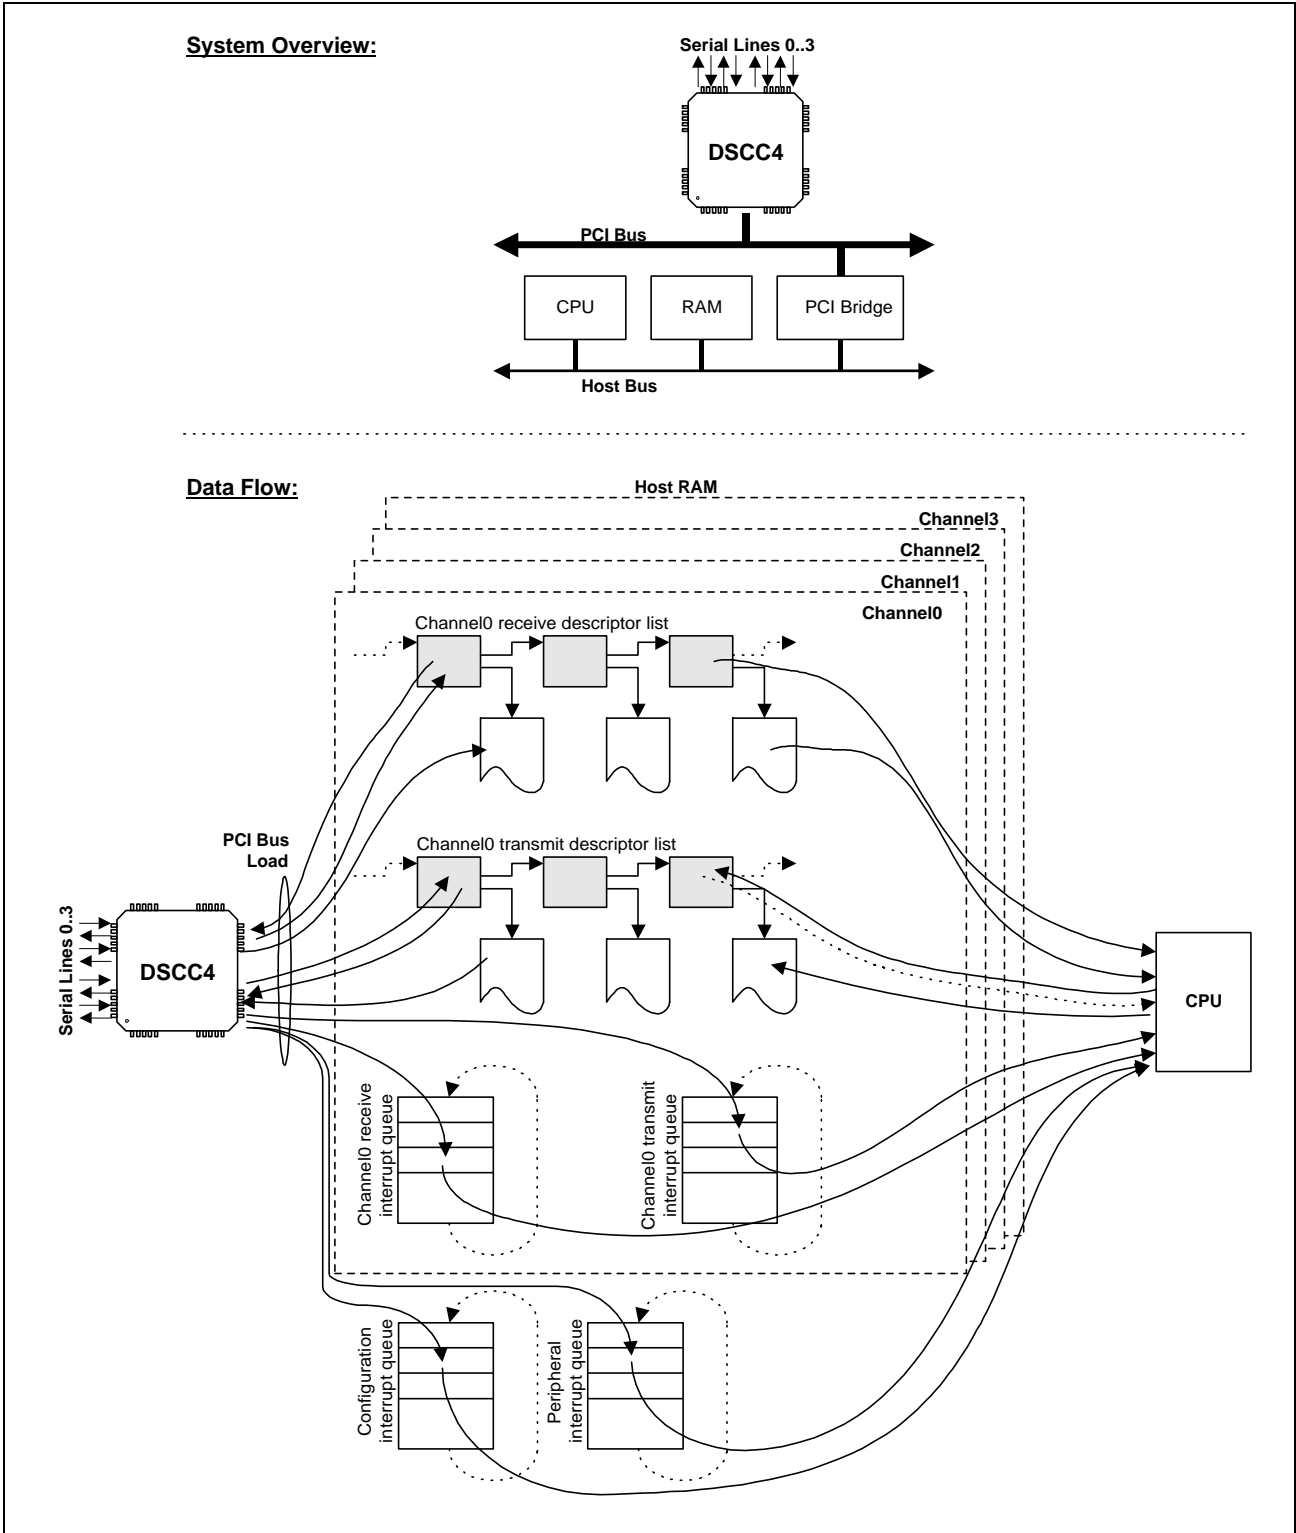 System Overview:
Serial Lines 0..3
DSCC4
PCI Bus
CPU
RAM
PCI Bridge
Host Bus
Data Flow:
Host RAM
Channel3
Channel2
Channel1
Channel0
Channel0 receive descriptor list
PCI Bus
Load
Channel0 transmit descriptor list
Serial Lines 0..3
DSCC4
CPU
Channel0 receive
interrupt queue
Channel0 transmit
interrupt queue
Configuration
interrupt queue
Peripheral
interrupt queue